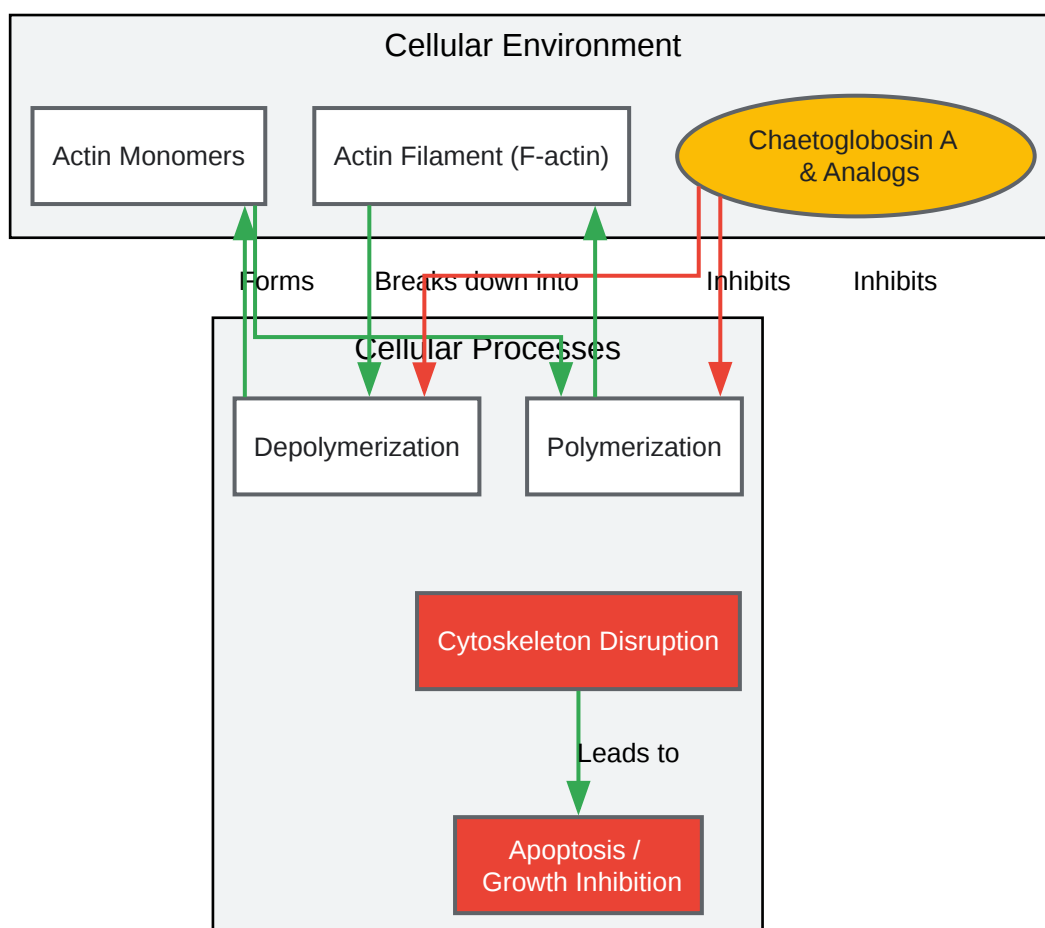 Cellular Environment
Actin Monomers
Actin Filament (F-actin)
Chaetoglobosin A
& Analogs
Forms
Breaks down into
Inhibits
Inhibits
Cellular Processes
Depolymerization
Polymerization
Cytoskeleton Disruption
Leads to
Apoptosis /
Growth Inhibition